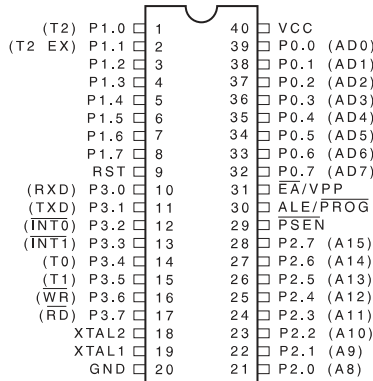 (T2) P1.0 1 40 VCC
(T2 EX) P1.1 2 39 P0.0 (AD0)
P1.2 3 38 P0.1 (AD1)
P1.3 4 37 P0.2 (AD2)
P1.4 5 36 P0.3 (AD3)
P1.5 6 35 P0.4 (AD4)
P1.6 7 34 P0.5 (AD5)
P1.7 8 33 P0.6 (AD6)
RST 9 32 P0.7 (AD7)
(RXD) P3.0 10 31 E̅A̅/VPP
(TXD) P3.1 11 30 ALE/P̅R̅O̅G̅
(I̅N̅T̅0̅) P3.2 12 29 P̅S̅E̅N̅
(I̅N̅T̅1̅) P3.3 13 28 P2.7 (A15)
(T0) P3.4 14 27 P2.6 (A14)
(T1) P3.5 15 26 P2.5 (A13)
(W̅R̅) P3.6 16 25 P2.4 (A12)
(R̅D̅) P3.7 17 24 P2.3 (A11)
XTAL2 18 23 P2.2 (A10)
XTAL1 19 22 P2.1 (A9)
GND 20 21 P2.0 (A8)